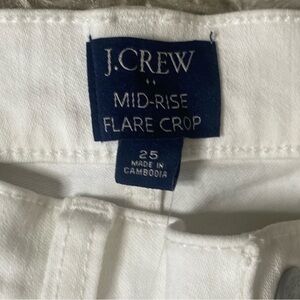 J.CREW
MID-RISE
FLARE CROP
25
MADE IN
CAMBODIA